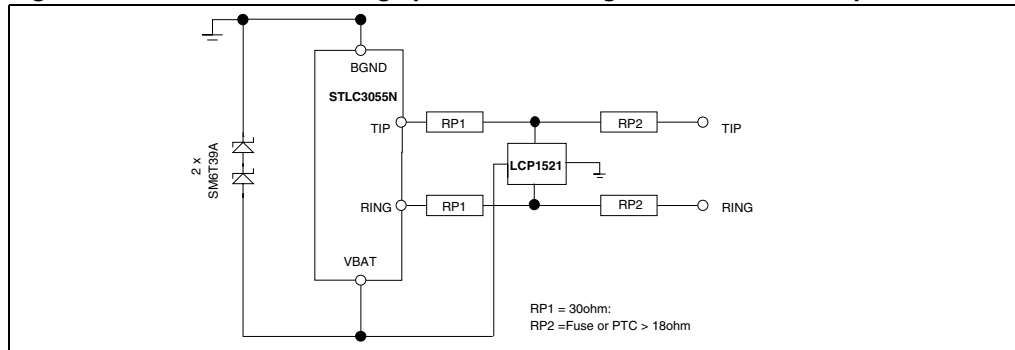 BGND
STLC3055N
TIP
RP1
RP2
TIP
LCP1521
2 x
SM6T39A
RING
RP1
RP2
RING
VBAT
RP1 = 30ohm:
RP2 =Fuse or PTC > 18ohm